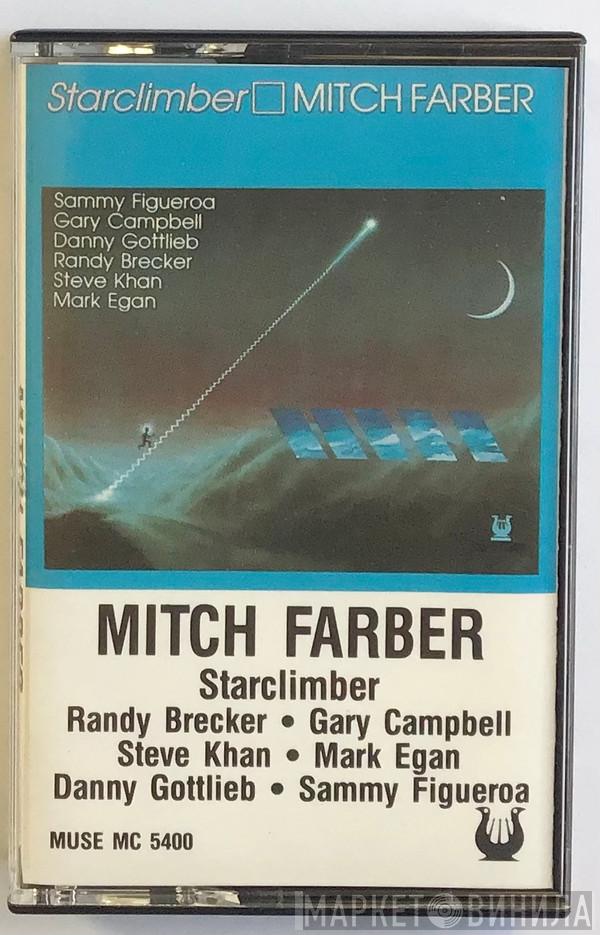 Starclimber□MITCH FARBER
Sammy Figueroa
Gary Campbell
Danny Gottlieb
Randy Brecker
Steve Khan
Mark Egan
MITCH FARBER
Starclimber
Randy Brecker • Gary Campbell
Steve Khan • Mark Egan
Danny Gottlieb • Sammy Figueroa
MUSE MC 5400
МАРКЕТ ВИНИЛА